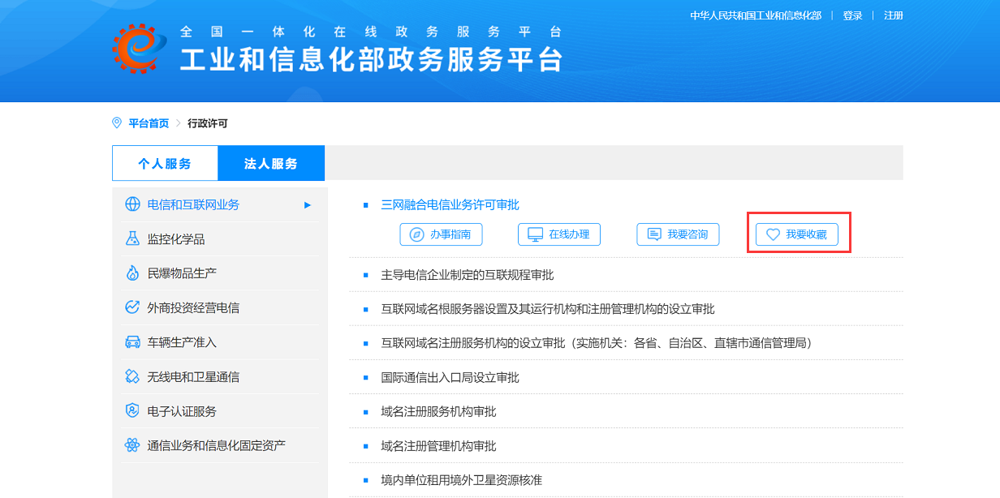 中华人民共和国工业和信息化部 | 登录 | 注册
全国一体化在线政务服务平台
工业和信息化部政务服务平台
平台首页 > 行政许可
个人服务 法人服务
电信和互联网业务
监控化学品
民爆物品生产
外商投资经营电信
车辆生产准入
无线电和卫星通信
电子认证服务
通信业务和信息化固定资产
三网融合电信业务许可审批
办事指南 在线办理 我要咨询 我要收藏
主导电信企业制定的互联规程审批
互联网域名根服务器设置及其运行机构和注册管理机构的设立审批
互联网域名注册服务机构的设立审批（实施机关：各省、自治区、直辖市通信管理局）
国际通信出入口局设立审批
域名注册服务机构审批
域名注册管理机构审批
境内单位租用境外卫星资源核准